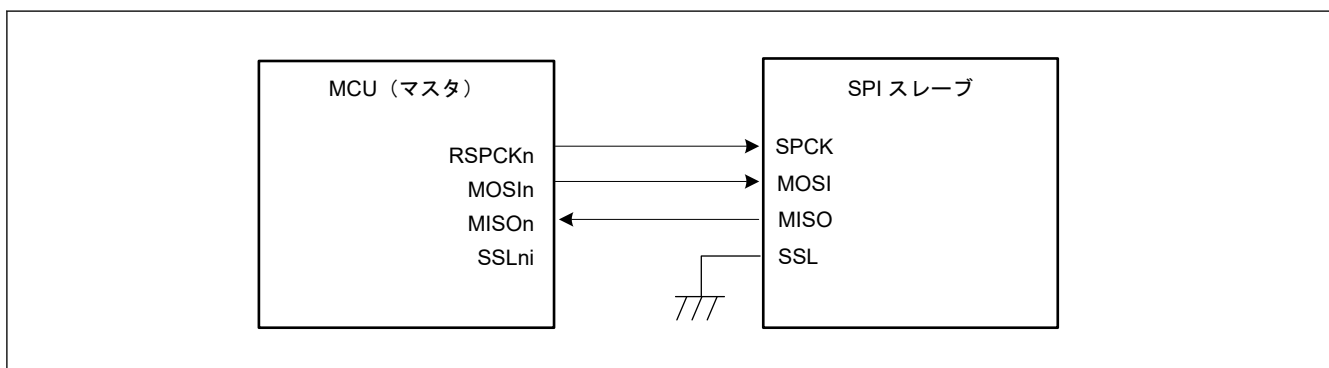 MCU（マスタ）
RSPCKn
MOSIn
MISOn
SSLni
SPI スレーブ
SPCK
MOSI
MISO
SSL